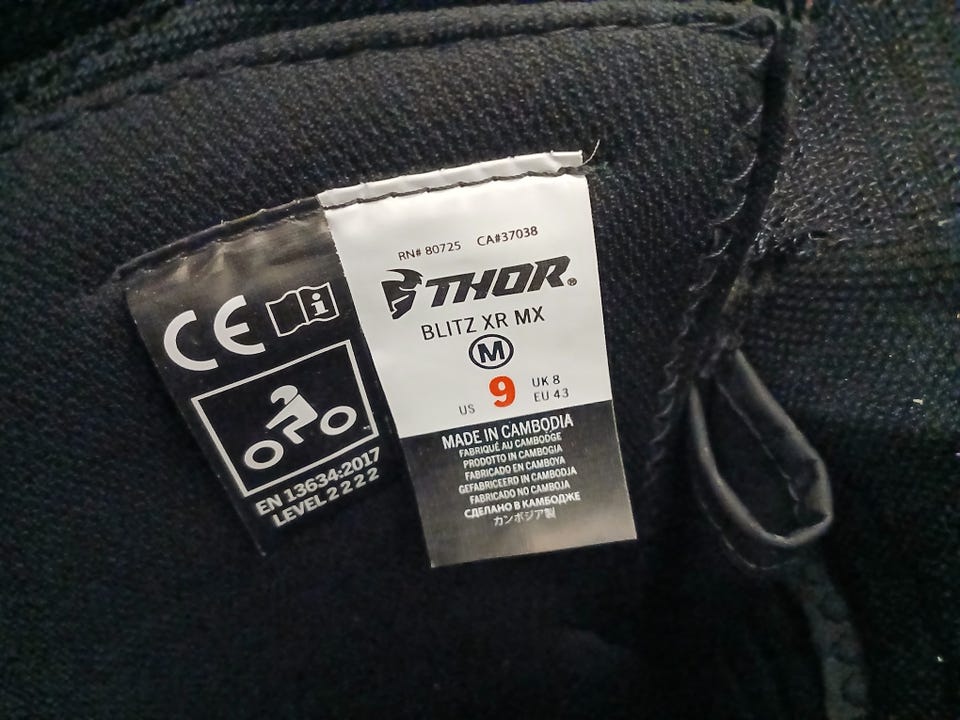 CE i
EN 13634:2017
LEVEL 2 2 2 2
RN# 80725 CA#37038
THOR®
BLITZ XR MX
M
US 9 UK 8
EU 43
MADE IN CAMBODIA
FABRIQUÉ AU CAMBODGE
PRODOTTO IN CAMBOGIA
FABRICADO EN CAMBOYA
GEFABRICEERD IN CAMBODJA
FABRICADO NO CAMBOJA
СДЕЛАНО В КАМБОДЖЕ
カンボジア製